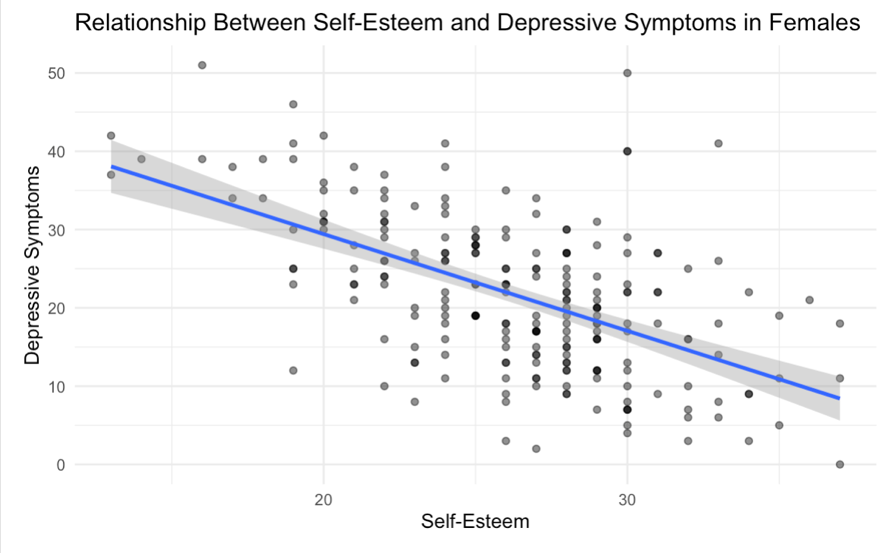 Relationship Between Self-Esteem and Depressive Symptoms in Females
50
40
30
20
10
0
Depressive Symptoms
20 30
Self-Esteem